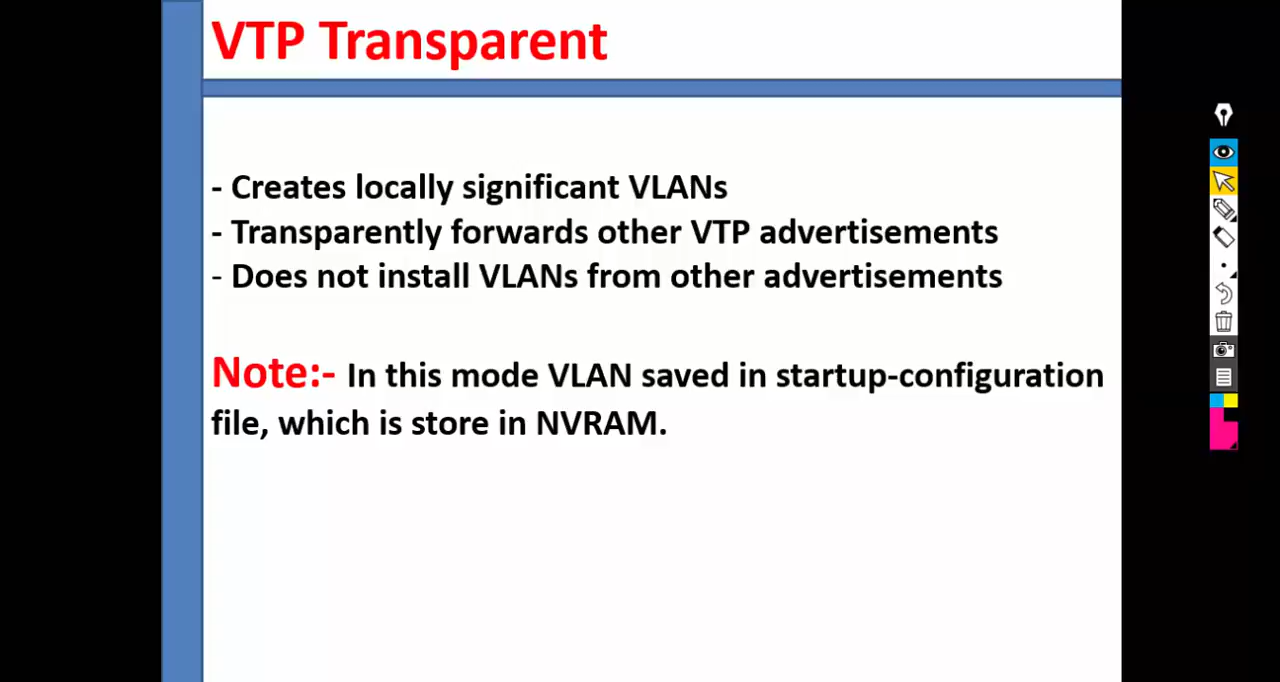 VTP Transparent
- Creates locally significant VLANs
- Transparently forwards other VTP advertisements
- Does not install VLANs from other advertisements
Note:- In this mode VLAN saved in startup-configuration
file, which is store in NVRAM.